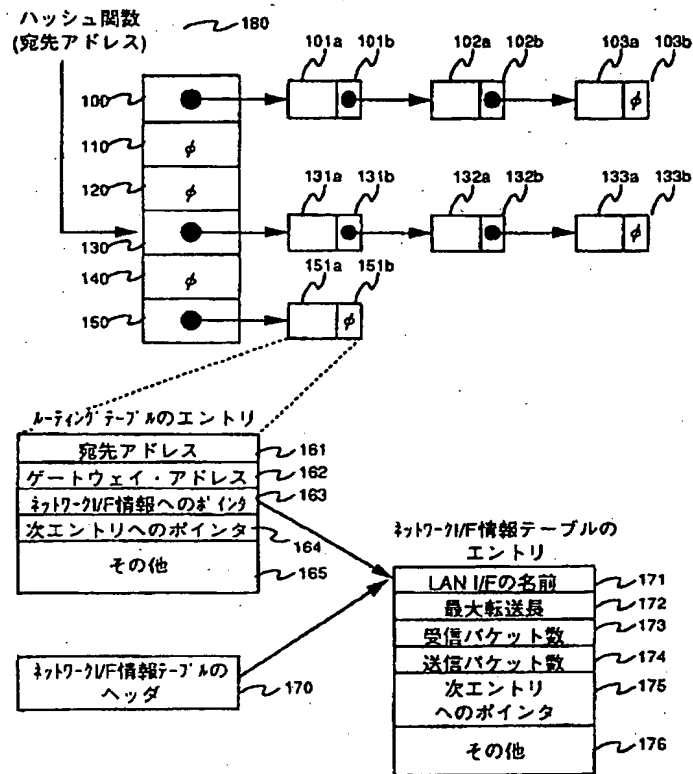 ハッシュ関数
(宛先アドレス)
180
101a 101b 102a 102b 103a 103b
100
φ
110
φ
120
φ
131a 131b 132a 132b 133a 133b
130
φ
140
φ
151a 151b
150
φ
ルーティングテーブルのエントリ
宛先アドレス 161
ゲートウェイ・アドレス 162
ネットワークI/F情報へのポインタ 163
次エントリへのポインタ 164
その他 165
ネットワークI/F情報テーブルの
エントリ
LAN I/Fの名前 171
最大転送長 172
受信パケット数 173
送信パケット数 174
次エントリ 175
へのポインタ
その他 176
ネットワークI/F情報テーブルの
ヘッダ 170